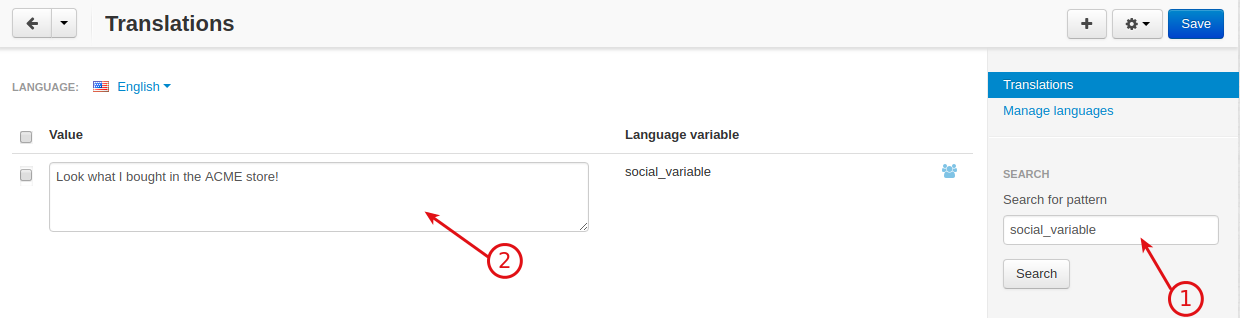 Translations
Save
LANGUAGE: English
Value Language variable
Look what I bought in the ACME store! social_variable
2
Translations
Manage languages
SEARCH
Search for pattern
social_variable
Search
1